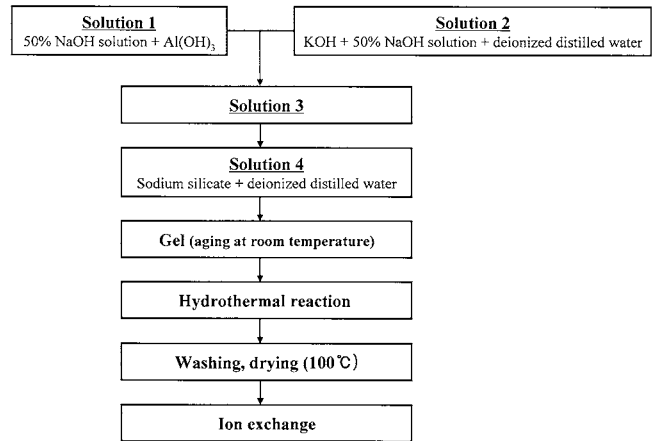 Solution 1
50% NaOH solution + Al(OH)₃
Solution 2
KOH + 50% NaOH solution + deionized distilled water
Solution 3
Solution 4
Sodium silicate + deionized distilled water
Gel (aging at room temperature)
Hydrothermal reaction
Washing, drying (100℃)
Ion exchange